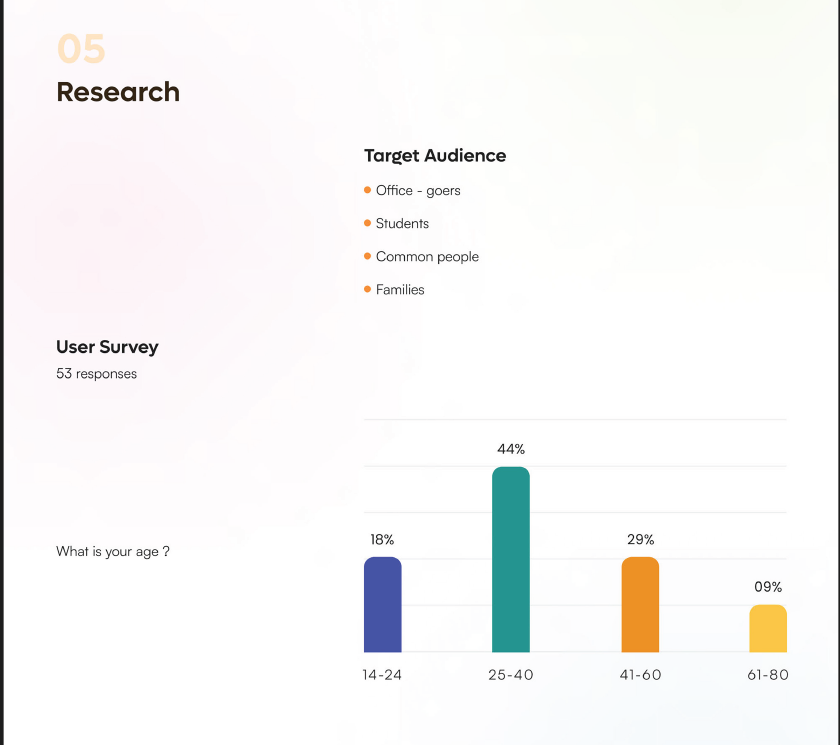 05
Research
Target Audience
Office - goers
Students
Common people
Families
User Survey
53 responses
What is your age ?
44%
18%
29%
09%
14-24
25-40
41-60
61-80